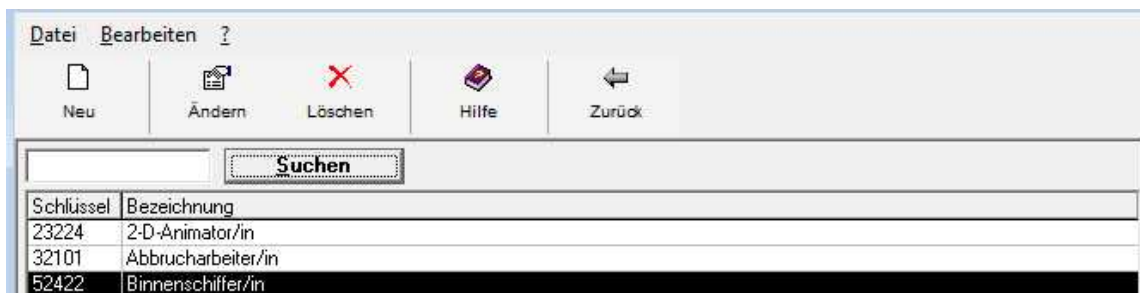 Datei Bearbeiten ?
Neu Ändern Löschen Hilfe Zurück
Suchen
Schlüssel Bezeichnung
23224 2-D-Animator/in
32101 Abbrucharbeiter/in
52422 Binnenschiffer/in